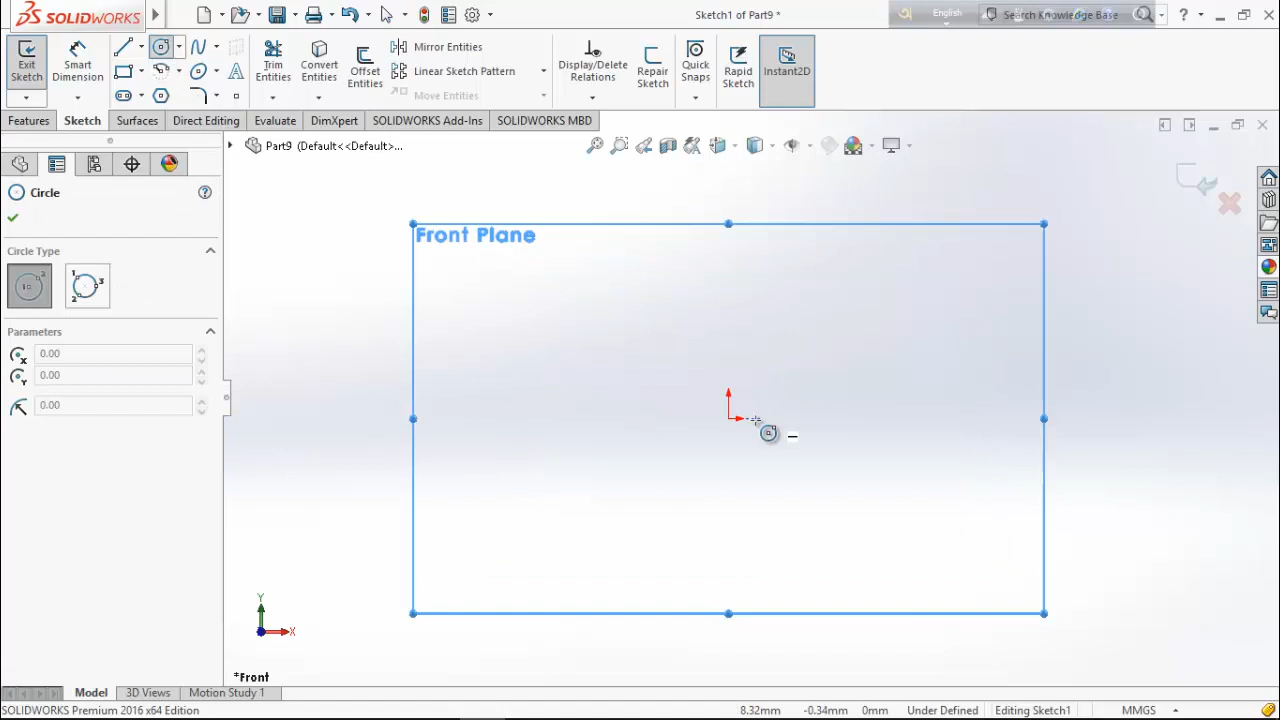 SOLIDWORKS
Sketch1 of Part9 *
English
Search Knowledge Base
?
Exit Sketch
Smart Dimension
Trim Entities
Convert Entities
Offset Entities
Mirror Entities
Linear Sketch Pattern
Move Entities
Display/Delete Relations
Repair Sketch
Quick Snaps
Rapid Sketch
Instant2D
Features
Sketch
Surfaces
Direct Editing
Evaluate
DimXpert
SOLIDWORKS Add-Ins
SOLIDWORKS MBD
Part9 (Default<<Default>...
Circle
?
Circle Type
1
2
3
Parameters
X
0.00
Y
0.00
0.00
Front Plane
Y
X
*Front
Model
3D Views
Motion Study 1
SOLIDWORKS Premium 2016 x64 Edition
8.32mm
-0.34mm
0mm
Under Defined
Editing Sketch1
MMGS